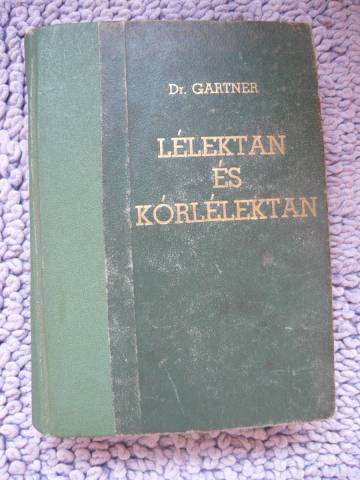 Dr. GARTNER
LÉLEKTAN
ÉS
KÓRLÉLEKTAN